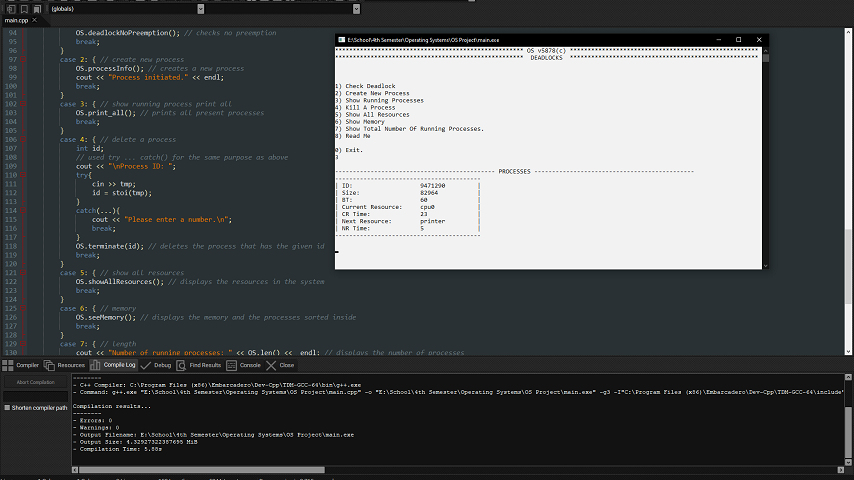 (globals)
main.cpp
94 OS.deadlockNoPreemption(); // checks no preemption
95 break;
96 }
97 case 2: { // create new process
98 OS.processInfo(); // creates a new process
99 cout << "Process initiated." << endl;
100 break;
101 }
102 case 3: { // show running process print all
103 OS.print_all(); // prints all present processes
104 break;
105 }
106 case 4: { // delete a process
107 int id;
108 // used try ... catch() for the same purpose as above
109 cout << "\nProcess ID: ";
110 try{
111 cin >> tmp;
112 id = stoi(tmp);
113 }
114 catch(...){
115 cout << "Please enter a number.\n";
116 break;
117 }
118 OS.terminate(id); // deletes the process that has the given id
119 break;
120 }
121 case 5: { // show all resources
122 OS.showAllResources(); // displays the resources in the system
123 break;
124 }
125 case 6: { // memory
126 OS.seeMemory(); // displays the memory and the processes sorted inside
127 break;
128 }
129 case 7: { // length
130 cout << "Number of running processes: " << OS.len() << endl; // displays the number of processes
E:\School\4th Semester\Operating Systems\OS Project\main.exe
OS v5878(c)
DEADLOCKS
1) Check Deadlock
2) Create New Process
3) Show Running Processes
4) Kill A Process
5) Show All Resources
6) Show Memory
7) Show Total Number Of Running Processes.
8) Read Me
0) Exit.
3
PROCESSES
| ID: 9471290 |
| Size: 82964 |
| BT: 60 |
| Current Resource: cpu0 |
| CR Time: 23 |
| Next Resource: printer |
| NR Time: 5 |
Compiler Resources Compile Log Debug Find Results Console Close
Abort Compilation
Shorten compiler path
--------
- C++ Compiler: C:\Program Files (x86)\Embarcadero\Dev-Cpp\TDM-GCC-64\bin\g++.exe
- Command: g++.exe "E:\School\4th Semester\Operating Systems\OS Project\main.cpp" -o "E:\School\4th Semester\Operating Systems\OS Project\main.exe" -g3 -I"C:\Program Files (x86)\Embarcadero\Dev-Cpp\TDM-GCC-64\include"
Compilation results...
--------
- Errors: 0
- Warnings: 0
- Output Filename: E:\School\4th Semester\Operating Systems\OS Project\main.exe
- Output Size: 4.32927322387695 MiB
- Compilation Time: 5.88s